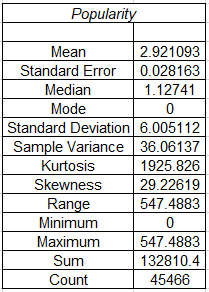 Popularity
Mean 2.921093
Standard Error 0.028163
Median 1.12741
Mode 0
Standard Deviation 6.005112
Sample Variance 36.06137
Kurtosis 1925.826
Skewness 29.22619
Range 547.4883
Minimum 0
Maximum 547.4883
Sum 132810.4
Count 45466